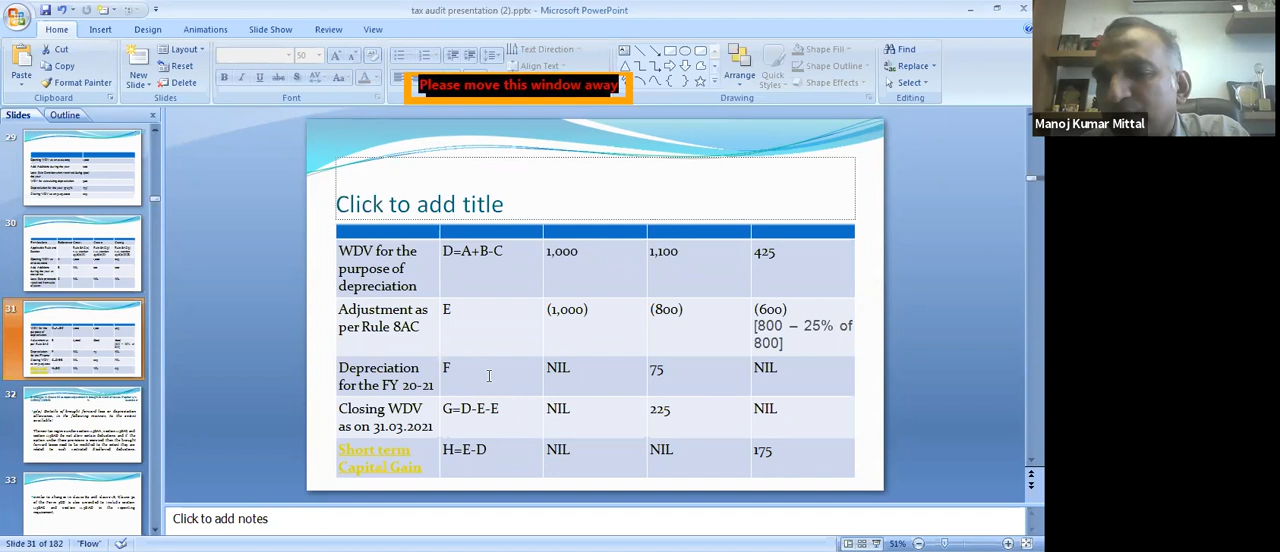 tax audit presentation (2).pptx - Microsoft PowerPoint
Home Insert Design Animations Slide Show Review View
Cut
Copy
Format Painter
Paste
Clipboard
New
Slide
Layout
Reset
Delete
Slides
50
Font
Text Direction
Align Text
Please move this window away
Arrange
Quick
Styles
Shape Fill
Shape Outline
Shape Effects
Drawing
Find
Replace
Select
Editing
Manoj Kumar Mittal
Slides Outline
29
30
31
32
33
Click to add title
WDV for the
purpose of
depreciation
D=A+B-C
1,000
1,100
425
Adjustment as
per Rule 8AC
E
(1,000)
(800)
(600)
[800 – 25% of
800]
Depreciation
for the FY 20-21
F
NIL
75
NIL
Closing WDV
as on 31.03.2021
G=D-E-E
NIL
225
NIL
Short term
Capital Gain
H=E-D
NIL
NIL
175
Click to add notes
Slide 31 of 182 "Flow" 51%